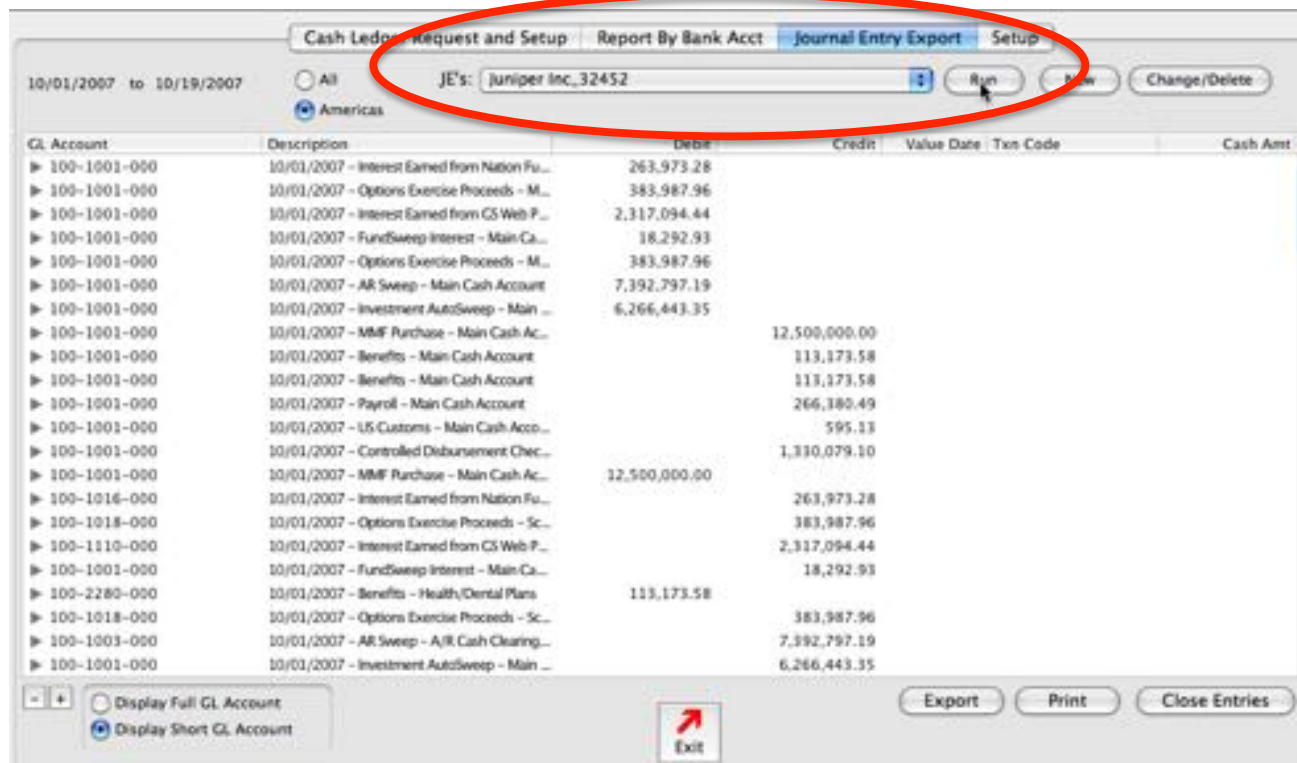 Cash Ledger Request and Setup Report By Bank Acct Journal Entry Export Setup
10/01/2007 to 10/19/2007 All JE's: Juniper Inc_32452 Run New Change/Delete
Americas
GL Account Description Debit Credit Value Date Txn Code Cash Amt
100-1001-000 10/01/2007 - Interest Earned from Nation Fu... 263,973.28
100-1001-000 10/01/2007 - Options Exercise Proceeds - M... 383,987.96
100-1001-000 10/01/2007 - Interest Earned from CS Web P... 2,317,094.44
100-1001-000 10/01/2007 - FundSweep Interest - Main Ca... 18,292.93
100-1001-000 10/01/2007 - Options Exercise Proceeds - M... 383,987.96
100-1001-000 10/01/2007 - AR Sweep - Main Cash Account 7,392,797.19
100-1001-000 10/01/2007 - Investment AutoSweep - Main ... 6,266,443.35
100-1001-000 10/01/2007 - MMF Purchase - Main Cash Ac... 12,500,000.00
100-1001-000 10/01/2007 - Benefits - Main Cash Account 113,173.58
100-1001-000 10/01/2007 - Benefits - Main Cash Account 113,173.58
100-1001-000 10/01/2007 - Payroll - Main Cash Account 266,380.49
100-1001-000 10/01/2007 - US Customs - Main Cash Acco... 595.13
100-1001-000 10/01/2007 - Controlled Disbursement Chec... 1,330,079.10
100-1001-000 10/01/2007 - MMF Purchase - Main Cash Ac... 12,500,000.00
100-1016-000 10/01/2007 - Interest Earned from Nation Fu... 263,973.28
100-1018-000 10/01/2007 - Options Exercise Proceeds - Sc... 383,987.96
100-1110-000 10/01/2007 - Interest Earned from CS Web P... 2,317,094.44
100-1001-000 10/01/2007 - FundSweep Interest - Main Ca... 18,292.93
100-2280-000 10/01/2007 - Benefits - Health/Dental Plans 113,173.58
100-1018-000 10/01/2007 - Options Exercise Proceeds - Sc... 383,987.96
100-1003-000 10/01/2007 - AR Sweep - A/R Cash Clearing... 7,392,797.19
100-1001-000 10/01/2007 - Investment AutoSweep - Main ... 6,266,443.35
- + Display Full GL Account Export Print Close Entries
Display Short GL Account
Exit